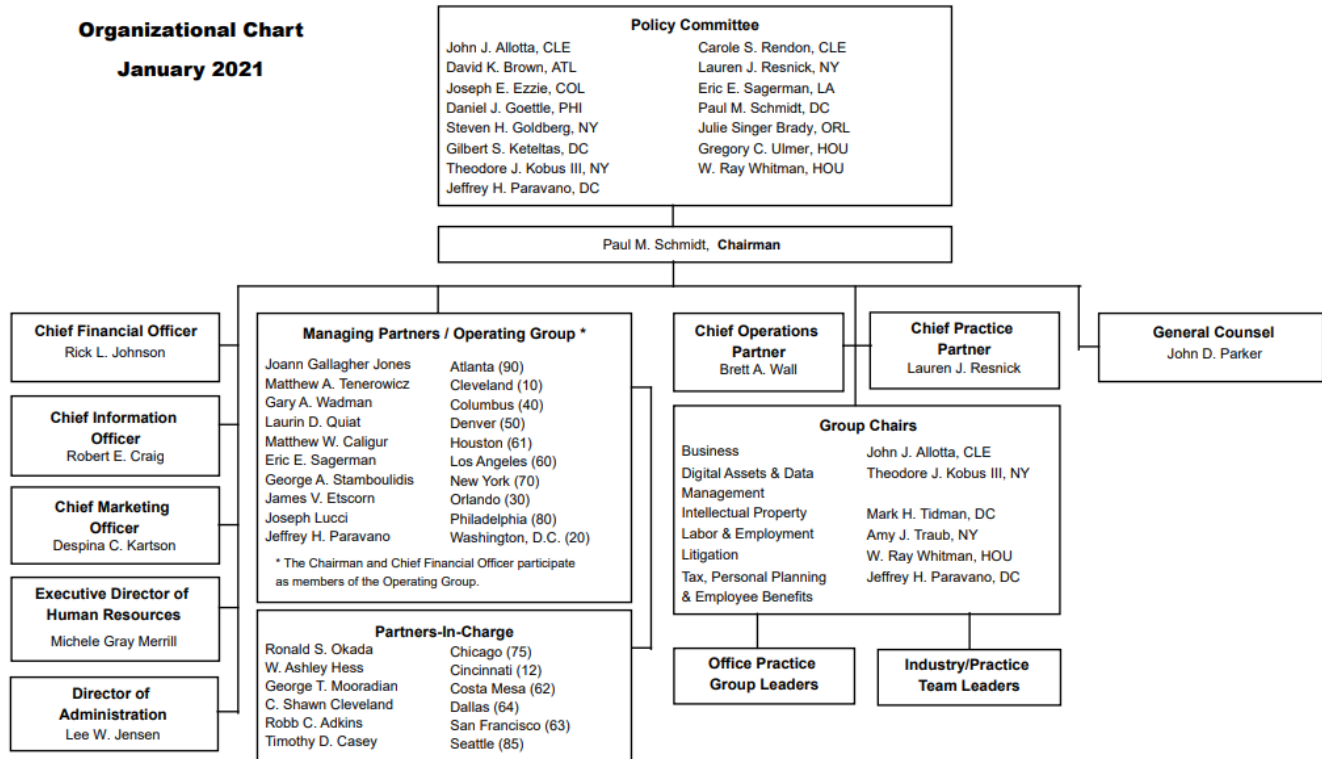 Organizational Chart
January 2021
Policy Committee
John J. Allotta, CLE
David K. Brown, ATL
Joseph E. Ezzie, COL
Daniel J. Goettle, PHI
Steven H. Goldberg, NY
Gilbert S. Keteltas, DC
Theodore J. Kobus III, NY
Jeffrey H. Paravano, DC
Carole S. Rendon, CLE
Lauren J. Resnick, NY
Eric E. Sagerman, LA
Paul M. Schmidt, DC
Julie Singer Brady, ORL
Gregory C. Ulmer, HOU
W. Ray Whitman, HOU
Paul M. Schmidt, Chairman
Chief Financial Officer
Rick L. Johnson
Chief Information
Officer
Robert E. Craig
Chief Marketing
Officer
Despina C. Kartson
Executive Director of
Human Resources
Michele Gray Merrill
Director of
Administration
Lee W. Jensen
Managing Partners / Operating Group *
Joann Gallagher Jones Atlanta (90)
Matthew A. Tenerowicz Cleveland (10)
Gary A. Wadman Columbus (40)
Laurin D. Quiat Denver (50)
Matthew W. Caligur Houston (61)
Eric E. Sagerman Los Angeles (60)
George A. Stamboulidis New York (70)
James V. Etscorn Orlando (30)
Joseph Lucci Philadelphia (80)
Jeffrey H. Paravano Washington, D.C. (20)
* The Chairman and Chief Financial Officer participate
as members of the Operating Group.
Partners-In-Charge
Ronald S. Okada Chicago (75)
W. Ashley Hess Cincinnati (12)
George T. Mooradian Costa Mesa (62)
C. Shawn Cleveland Dallas (64)
Robb C. Adkins San Francisco (63)
Timothy D. Casey Seattle (85)
Chief Operations
Partner
Brett A. Wall
Chief Practice
Partner
Lauren J. Resnick
General Counsel
John D. Parker
Group Chairs
Business John J. Allotta, CLE
Digital Assets & Data Theodore J. Kobus III, NY
Management
Intellectual Property Mark H. Tidman, DC
Labor & Employment Amy J. Traub, NY
Litigation W. Ray Whitman, HOU
Tax, Personal Planning Jeffrey H. Paravano, DC
& Employee Benefits
Office Practice
Group Leaders
Industry/Practice
Team Leaders